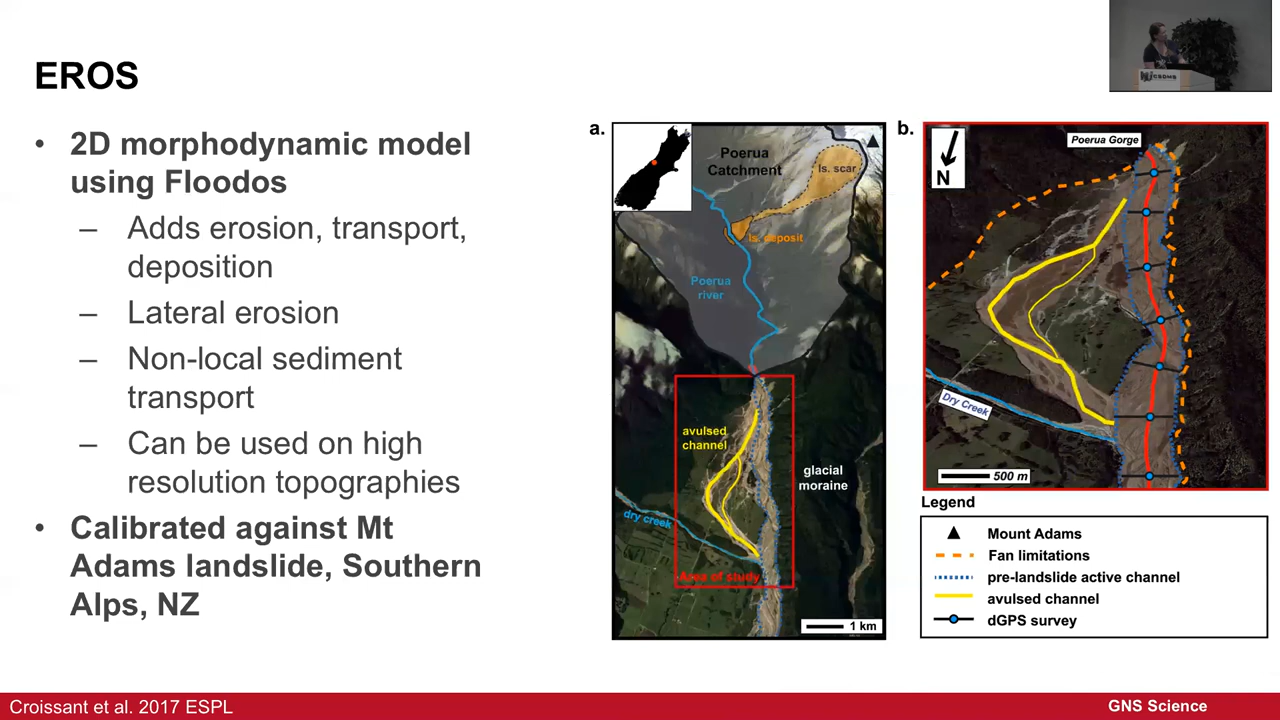 EROS
• 2D morphodynamic model
using Floodos
– Adds erosion, transport,
deposition
– Lateral erosion
– Non-local sediment
transport
– Can be used on high
resolution topographies
• Calibrated against Mt
Adams landslide, Southern
Alps, NZ
a.
Poerua
Catchment
ls. scar
ls. deposit
Poerua
river
avulsed
channel
glacial
moraine
dry creek
Area of study
1 km
b.
Poerua Gorge
N
Dry Creek
500 m
Legend
Mount Adams
Fan limitations
pre-landslide active channel
avulsed channel
dGPS survey
CSDMS
Croissant et al. 2017 ESPL
GNS Science